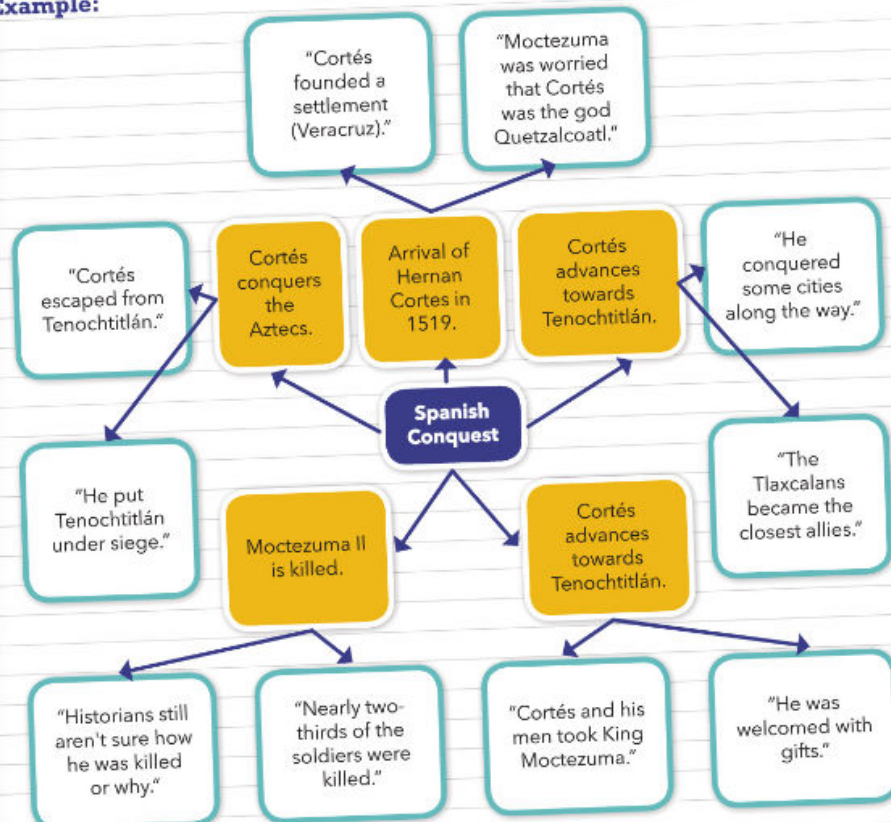 Example:
"Cortés
founded a
settlement
(Veracruz)."
"Moctezuma
was worried
that Cortés
was the god
Quetzalcoatl."
"Cortés
escaped from
Tenochtitlán."
Cortés
conquers
the
Aztecs.
Arrival of
Hernan
Cortes in
1519.
Cortés
advances
towards
Tenochtitlán.
"He
conquered
some cities
along the way."
Spanish
Conquest
"He put
Tenochtitlán
under siege."
Moctezuma II
is killed.
Cortés
advances
towards
Tenochtitlán.
"The
Tlaxcalans
became the
closest allies."
"Historians still
aren't sure how
he was killed
or why."
"Nearly two-
thirds of the
soldiers were
killed."
"Cortés and his
men took King
Moctezuma."
"He was
welcomed with
gifts."